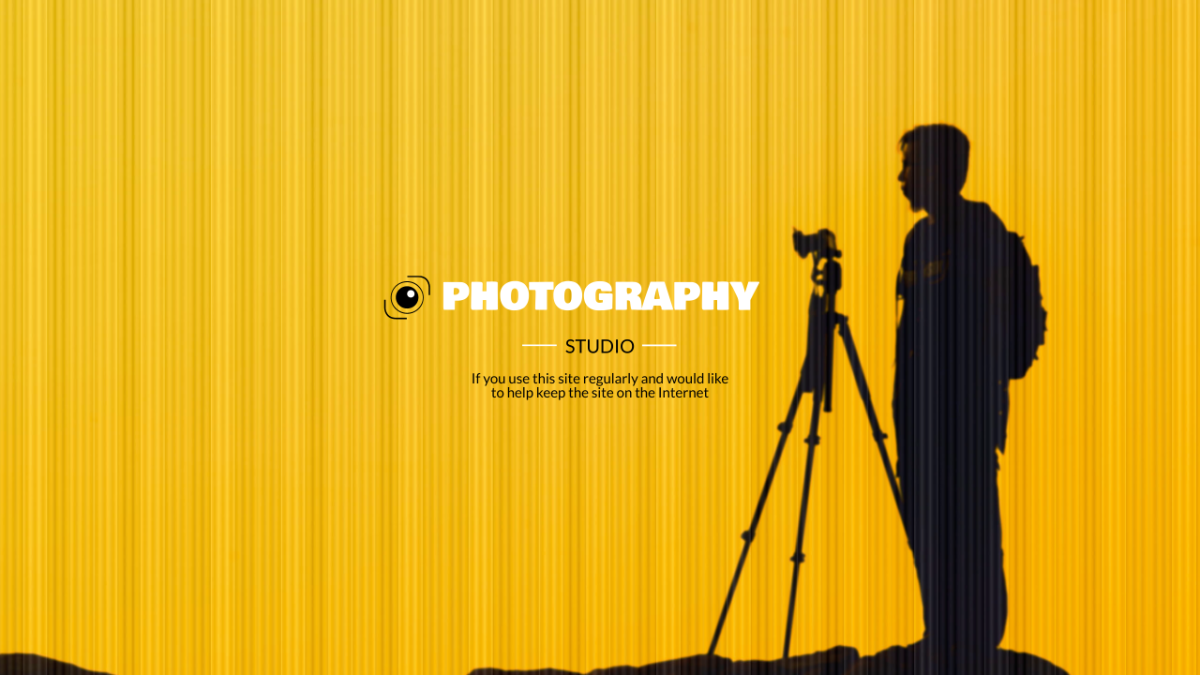 PHOTOGRAPHY
STUDIO
If you use this site regularly and would like
to help keep the site on the Internet